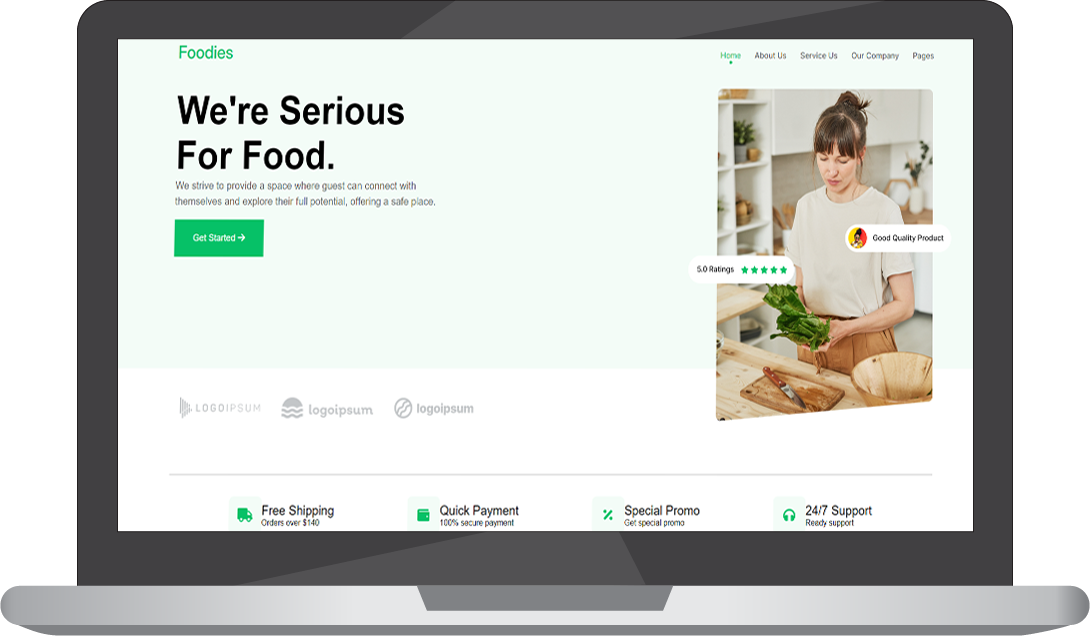 Foodies
Home About Us Service Us Our Company Pages
We're Serious
For Food.
We strive to provide a space where guest can connect with
themselves and explore their full potential, offering a safe place.
Get Started
Good Quality Product
5.0 Ratings
LOGOIPSUM logoipsum logoipsum
Free Shipping
Orders over $140
Quick Payment
100% secure payment
Special Promo
Get special promo
24/7 Support
Ready support